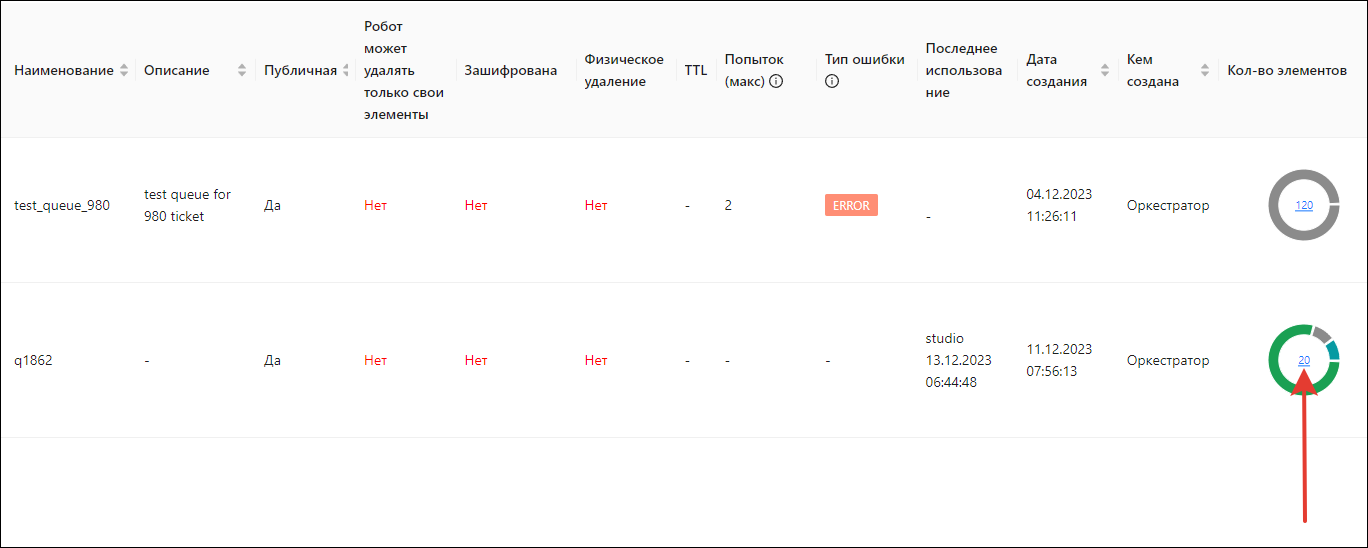 Наименование
Описание
Публичная
Робот
может
удалять
только свои
элементы
Зашифрована
Физическое
удаление
TTL
Попыток
(макс)
Тип ошибки
Последнее
использова
ние
Дата
создания
Кем
создана
Кол-во элементов
test_queue_980
test queue for
980 ticket
Да
Нет
Нет
Нет
-
2
ERROR
-
04.12.2023
11:26:11
Оркестратор
120
q1862
-
Да
Нет
Нет
Нет
-
-
-
studio
13.12.2023
06:44:48
11.12.2023
07:56:13
Оркестратор
20